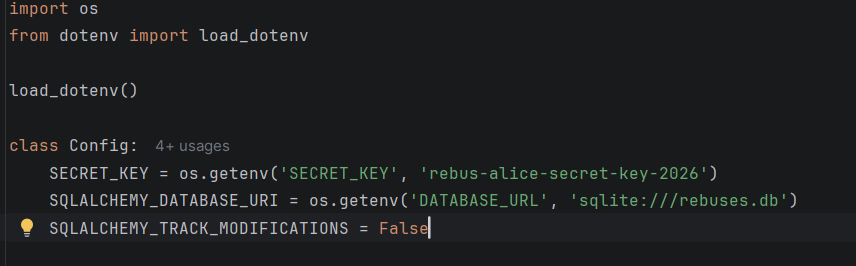 import os
from dotenv import load_dotenv
load_dotenv()
class Config: 4+ usages
SECRET_KEY = os.getenv('SECRET_KEY', 'rebus-alice-secret-key-2026')
SQLALCHEMY_DATABASE_URI = os.getenv('DATABASE_URL', 'sqlite:///rebuses.db')
SQLALCHEMY_TRACK_MODIFICATIONS = False